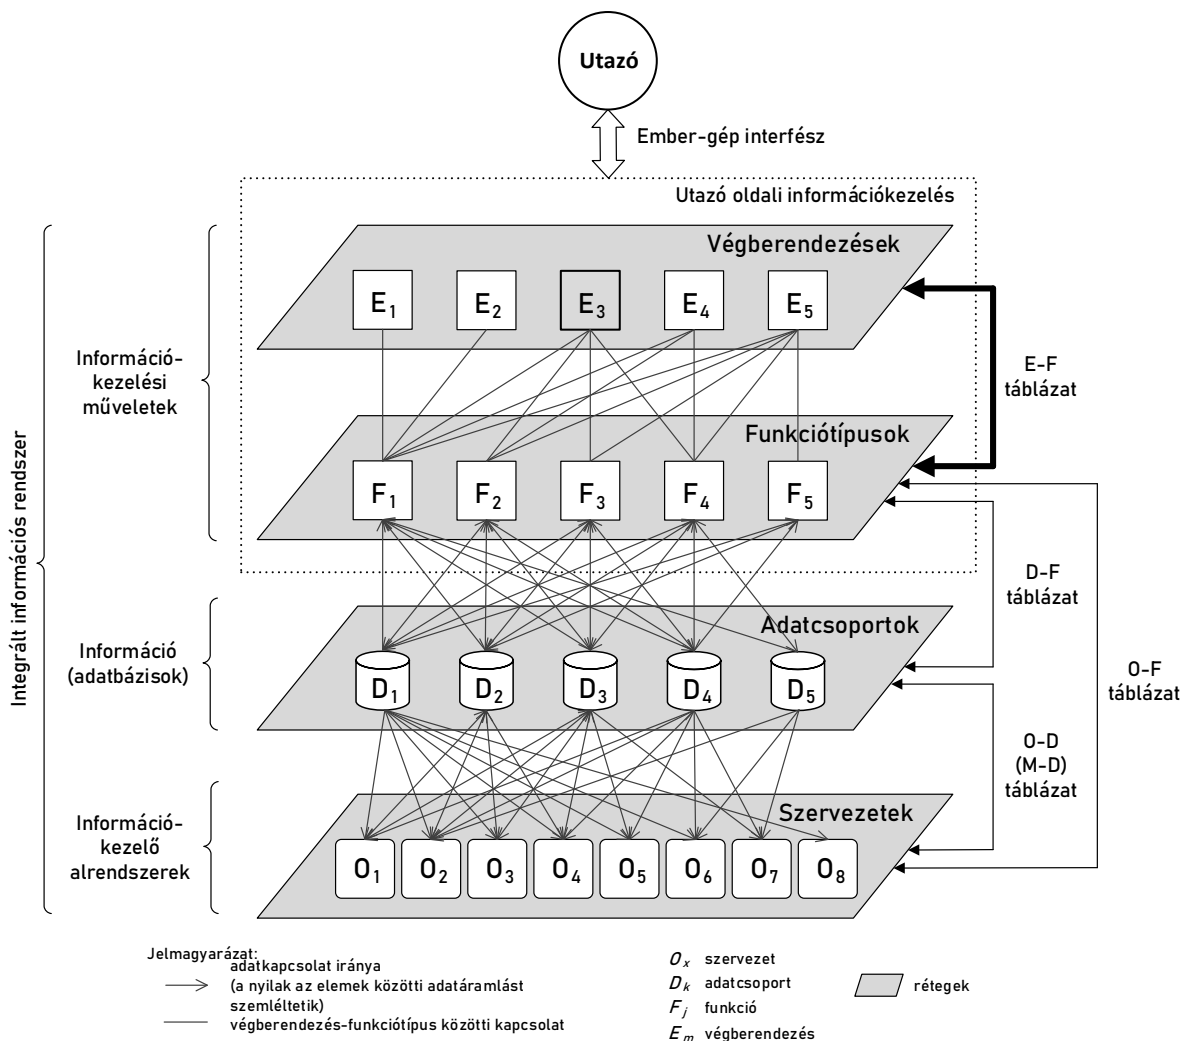 Utazó
Ember-gép interfész
Utazó oldali információkezelés
Végberendezések
E1 E2 E3 E4 E5
Információ-
kezelési
műveletek
E-F
táblázat
Funkciótípusok
F1 F2 F3 F4 F5
Integrált információs rendszer
D-F
táblázat
Adatcsoportok
Információ
(adatbázisok)
D1 D2 D3 D4 D5
O-F
táblázat
O-D
(M-D)
táblázat
Szervezetek
Információ-
kezelő
alrendszerek
O1 O2 O3 O4 O5 O6 O7 O8
Jelmagyarázat:
adatkapcsolat iránya
(a nyilak az elemek közötti adatáramlást
szemléltetik)
végberendezés-funkciótípus közötti kapcsolat
Ox szervezet
Dk adatcsoport
Fj funkció
Em végberendezés
rétegek